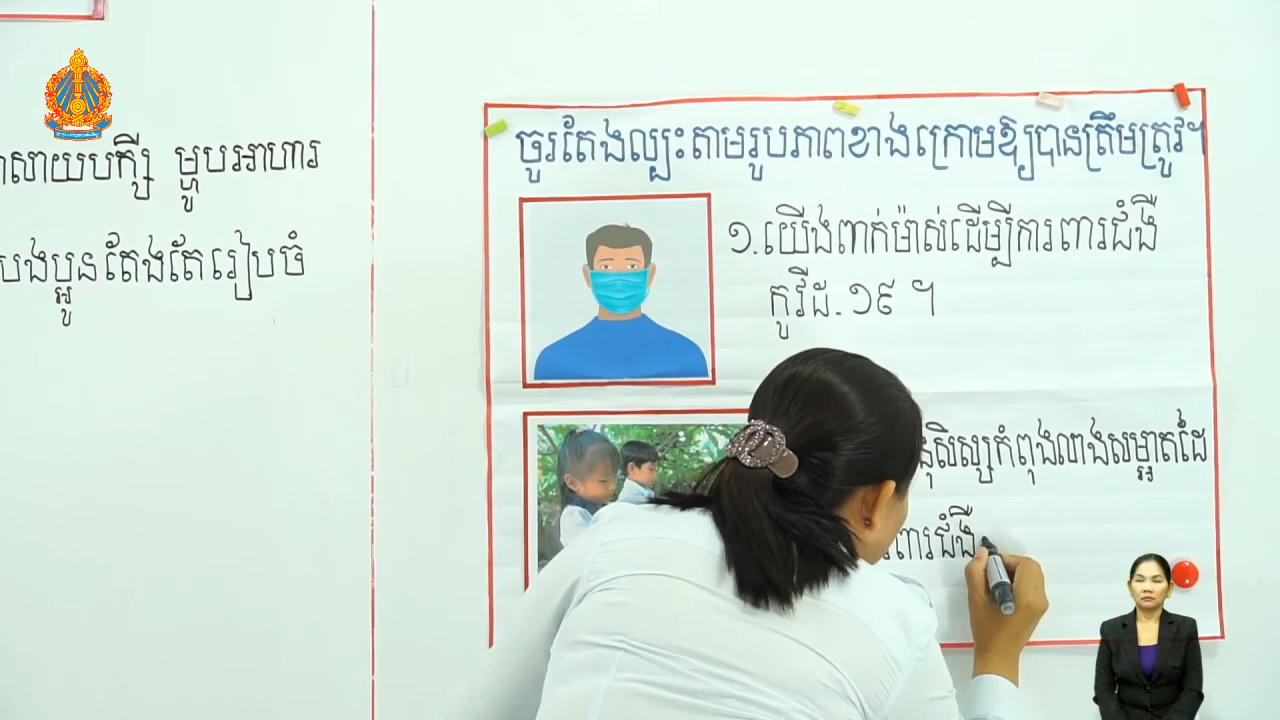 សាយបក្សី ម្ហូបអាហារ
បងប្អូនតែងតែរៀបចំ
ចូរតែងល្បះតាមរូបភាពខាងក្រោមឱ្យបានត្រឹមត្រូវ។
១.យើងពាក់ម៉ាស់ដើម្បីការពារជំងឺ
កូវីដ-១៩ ។
សិស្សកំពុងលាងសម្អាតដៃ
ពារជំងឺ